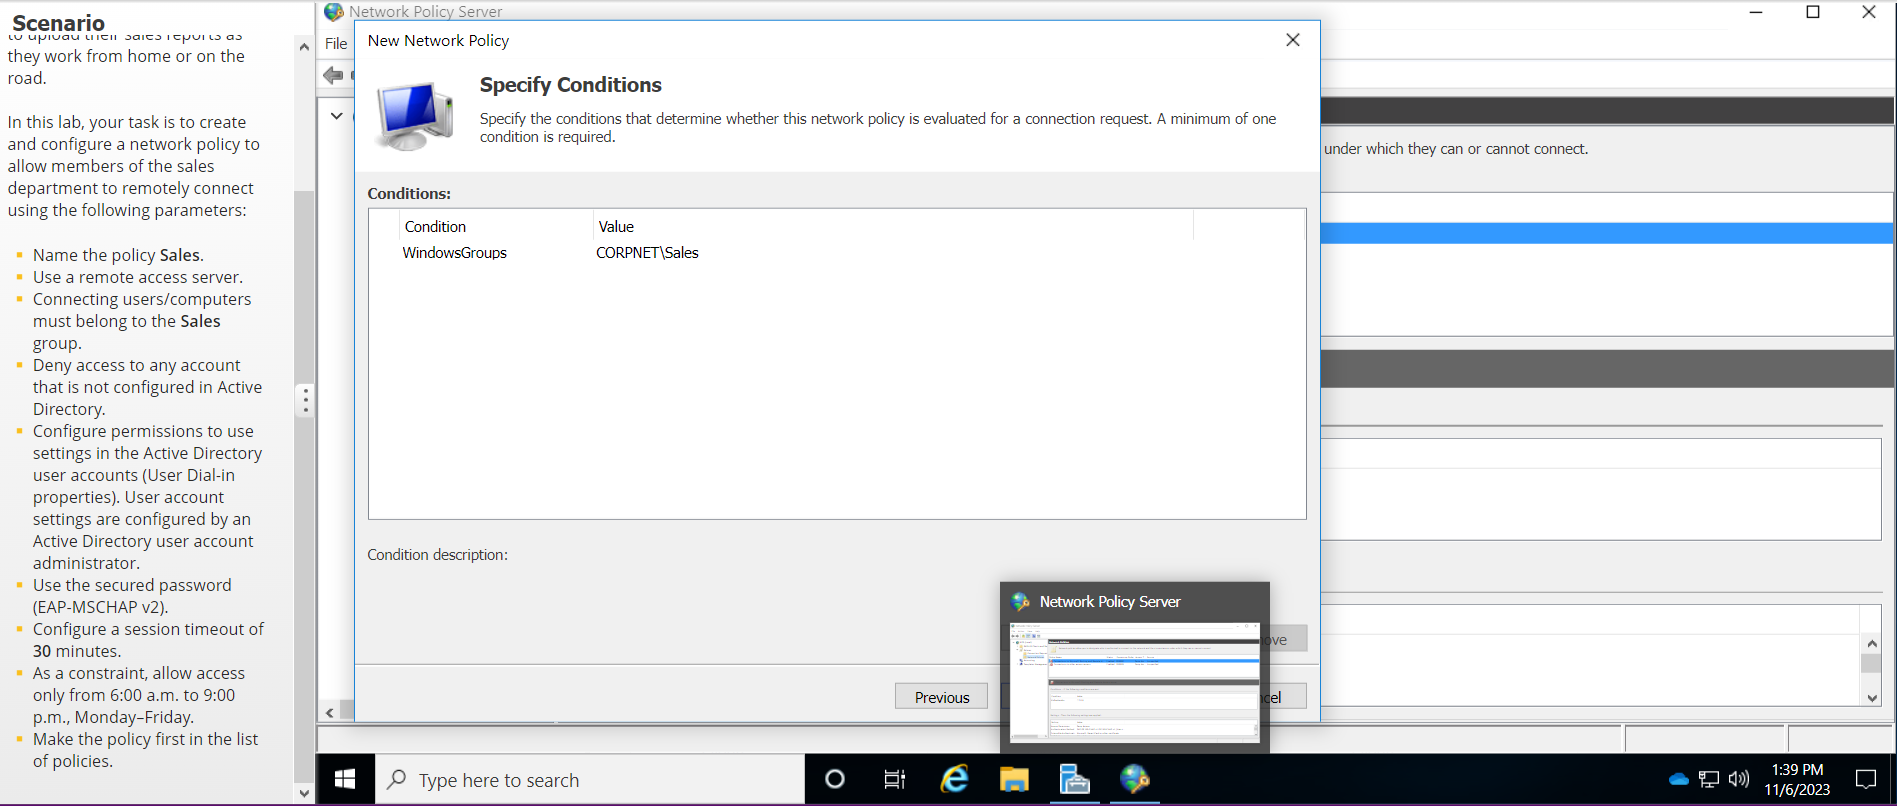 Scenario
to upload their sales reports as
they work from home or on the
road.
In this lab, your task is to create
and configure a network policy to
allow members of the sales
department to remotely connect
using the following parameters:
Name the policy Sales.
Use a remote access server.
Connecting users/computers
must belong to the Sales
group.
Deny access to any account
that is not configured in Active
Directory.
Configure permissions to use
settings in the Active Directory
user accounts (User Dial-in
properties). User account
settings are configured by an
Active Directory user account
administrator.
Use the secured password
(EAP-MSCHAP v2).
Configure a session timeout of
30 minutes.
As a constraint, allow access
only from 6:00 a.m. to 9:00
p.m., Monday–Friday.
Make the policy first in the list
of policies.
Network Policy Server
File
New Network Policy
Specify Conditions
Specify the conditions that determine whether this network policy is evaluated for a connection request. A minimum of one
condition is required.
under which they can or cannot connect.
Conditions:
Condition Value
WindowsGroups CORPNET\Sales
Condition description:
Network Policy Server
ove
Previous
cel
Type here to search
1:39 PM
11/6/2023